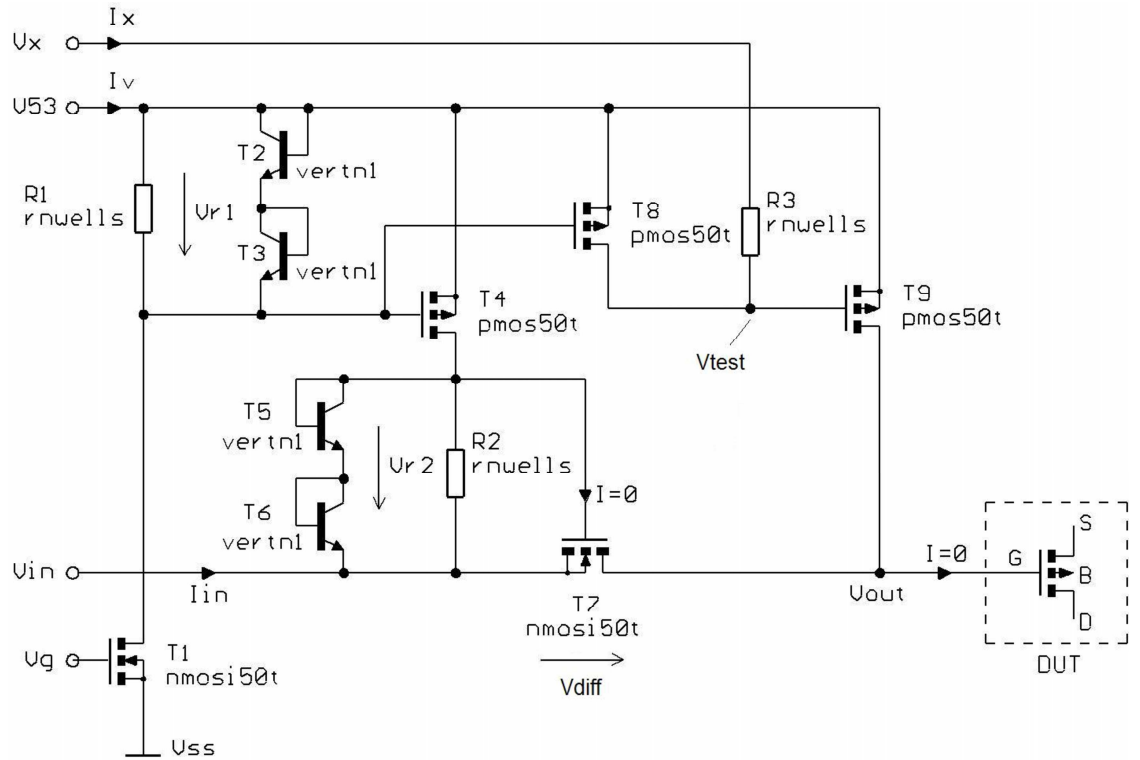 Ix
Vx
Iv
V53
T2
vertn1
R1
rnwells
Vr1
T3
vertn1
T8
pmos50t
R3
rnwells
T4
pmos50t
T9
pmos50t
Vtest
T5
vertn1
Vr2
R2
rnwells
T6
vertn1
I=0
Vin
Iin
T7
nmosi50t
Vdiff
Vout
I=0
G
S
B
D
DUT
Vg
T1
nmosi50t
Vss